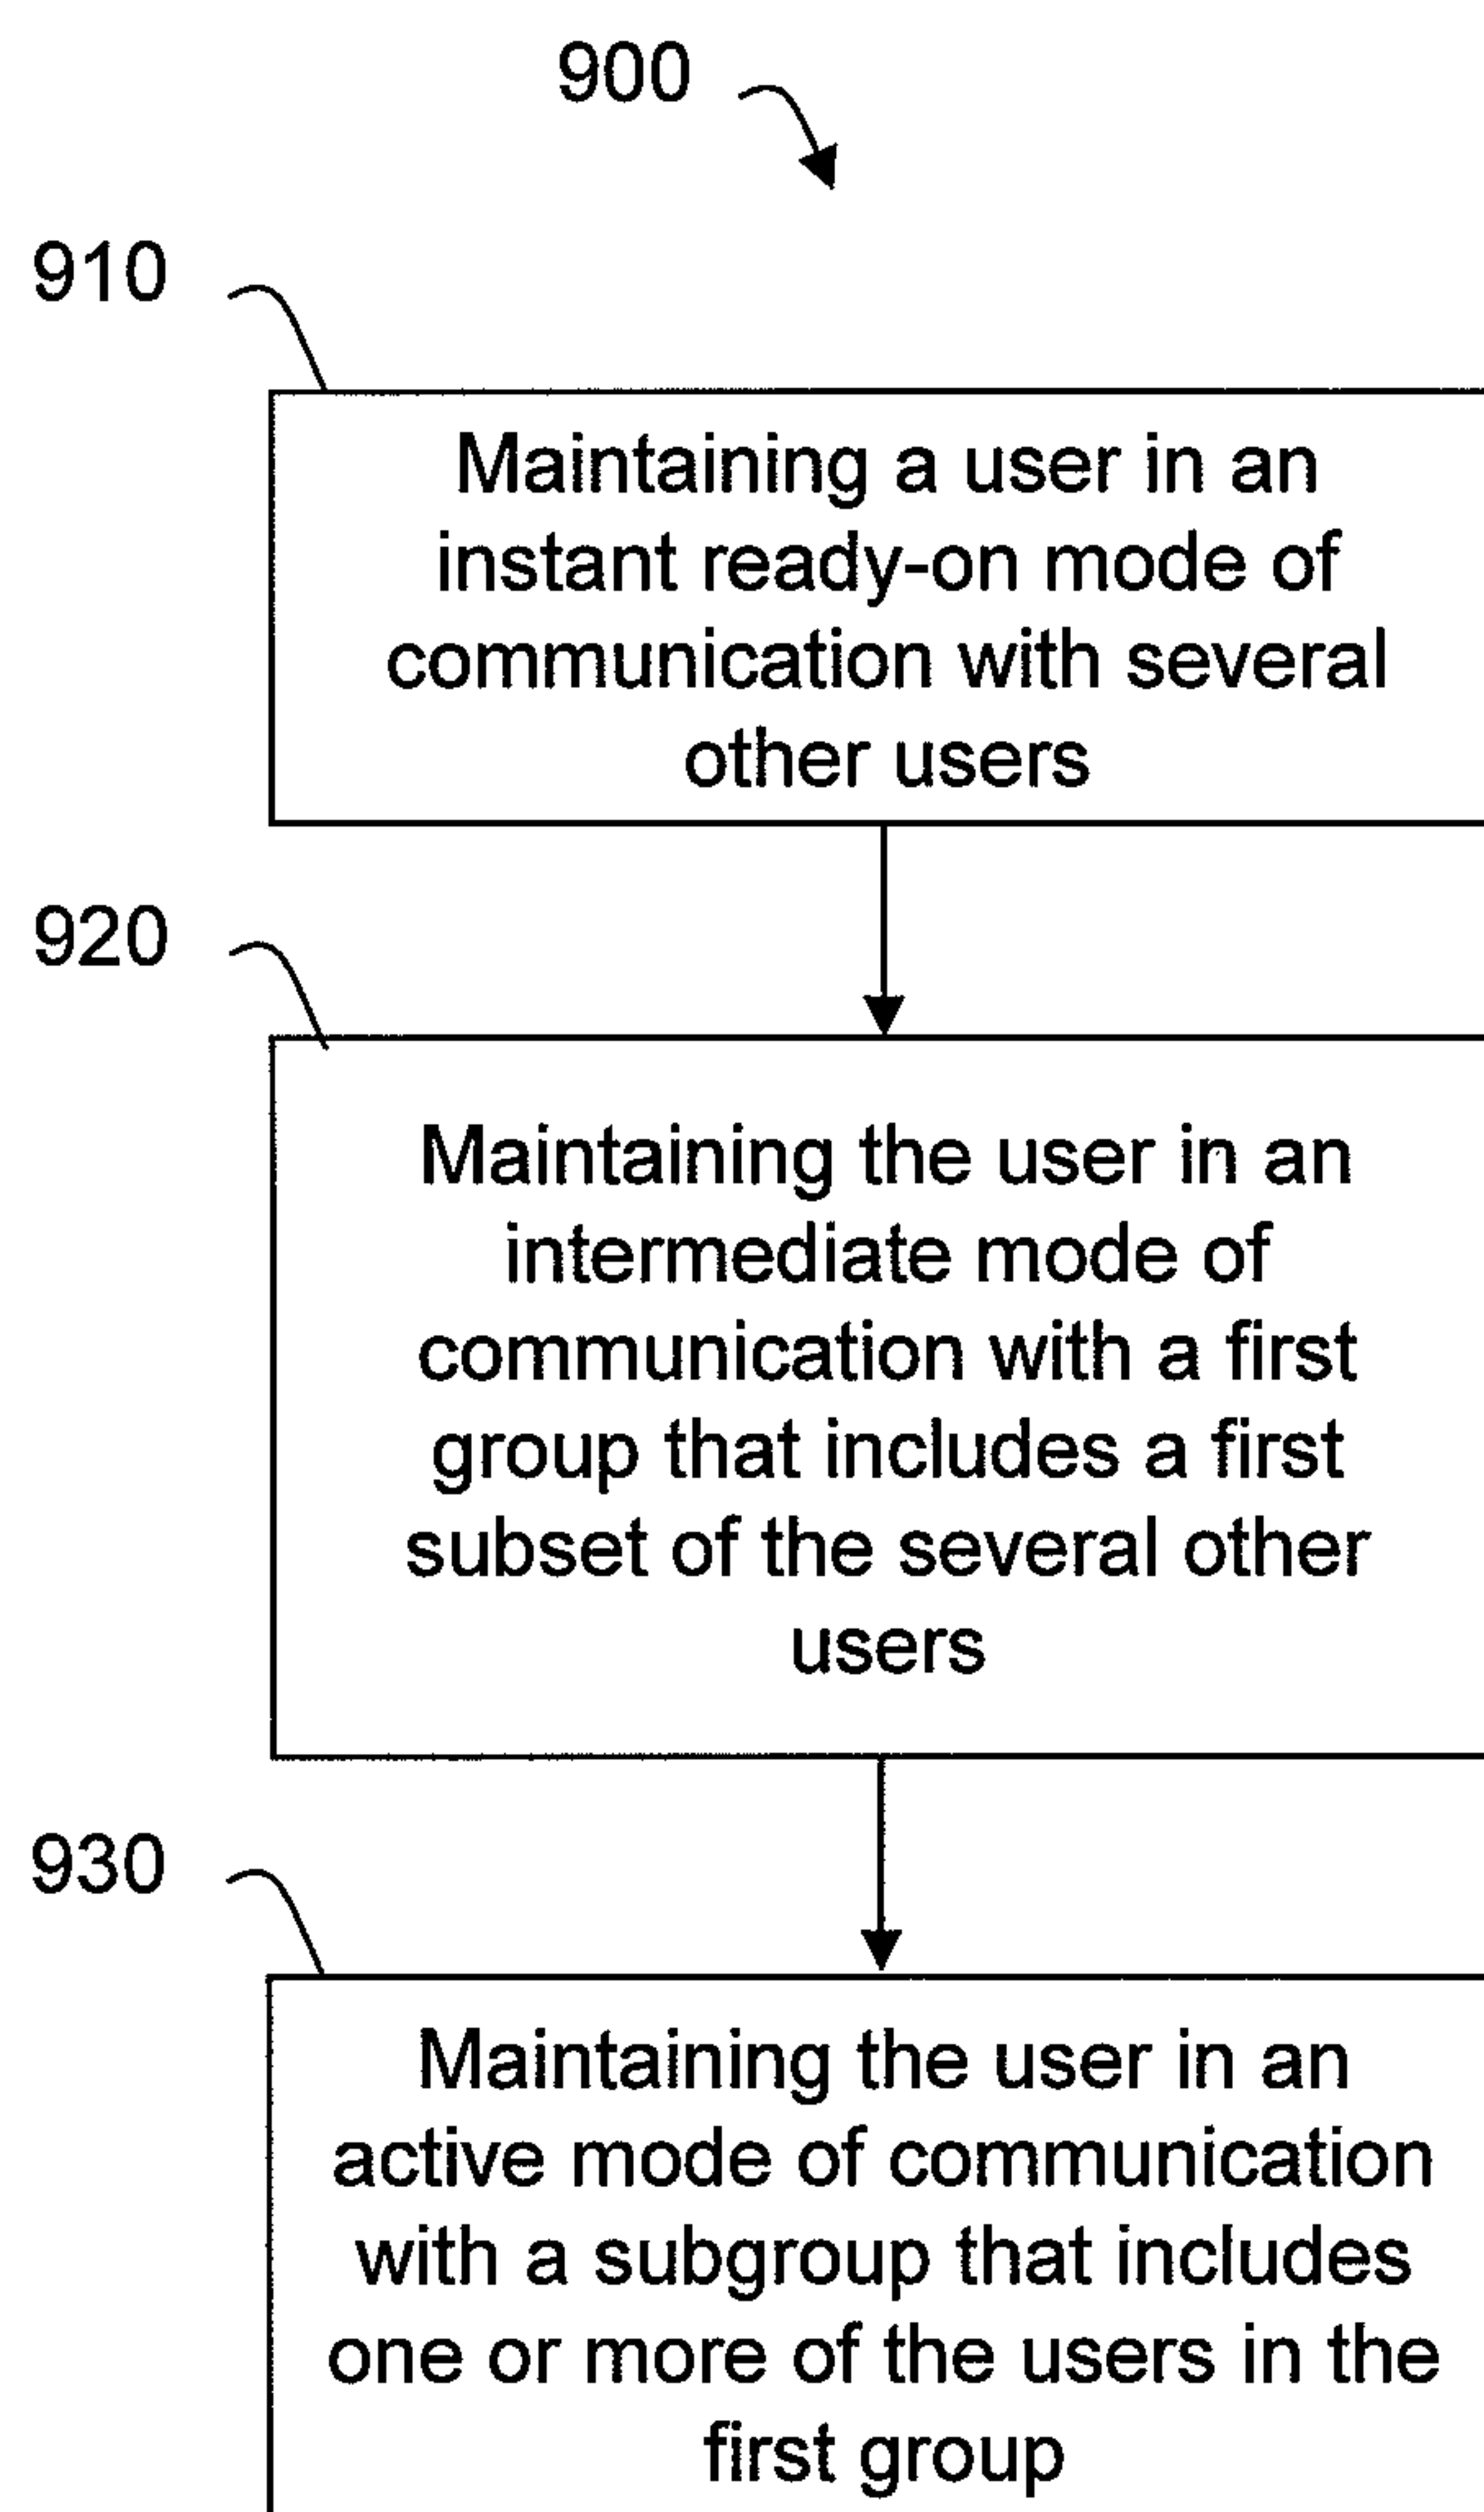 900
910
Maintaining a user in an
instant ready-on mode of
communication with several
other users
920
Maintaining the user in an
intermediate mode of
communication with a first
group that includes a first
subset of the several other
users
930
Maintaining the user in an
active mode of communication
with a subgroup that includes
one or more of the users in the
first group